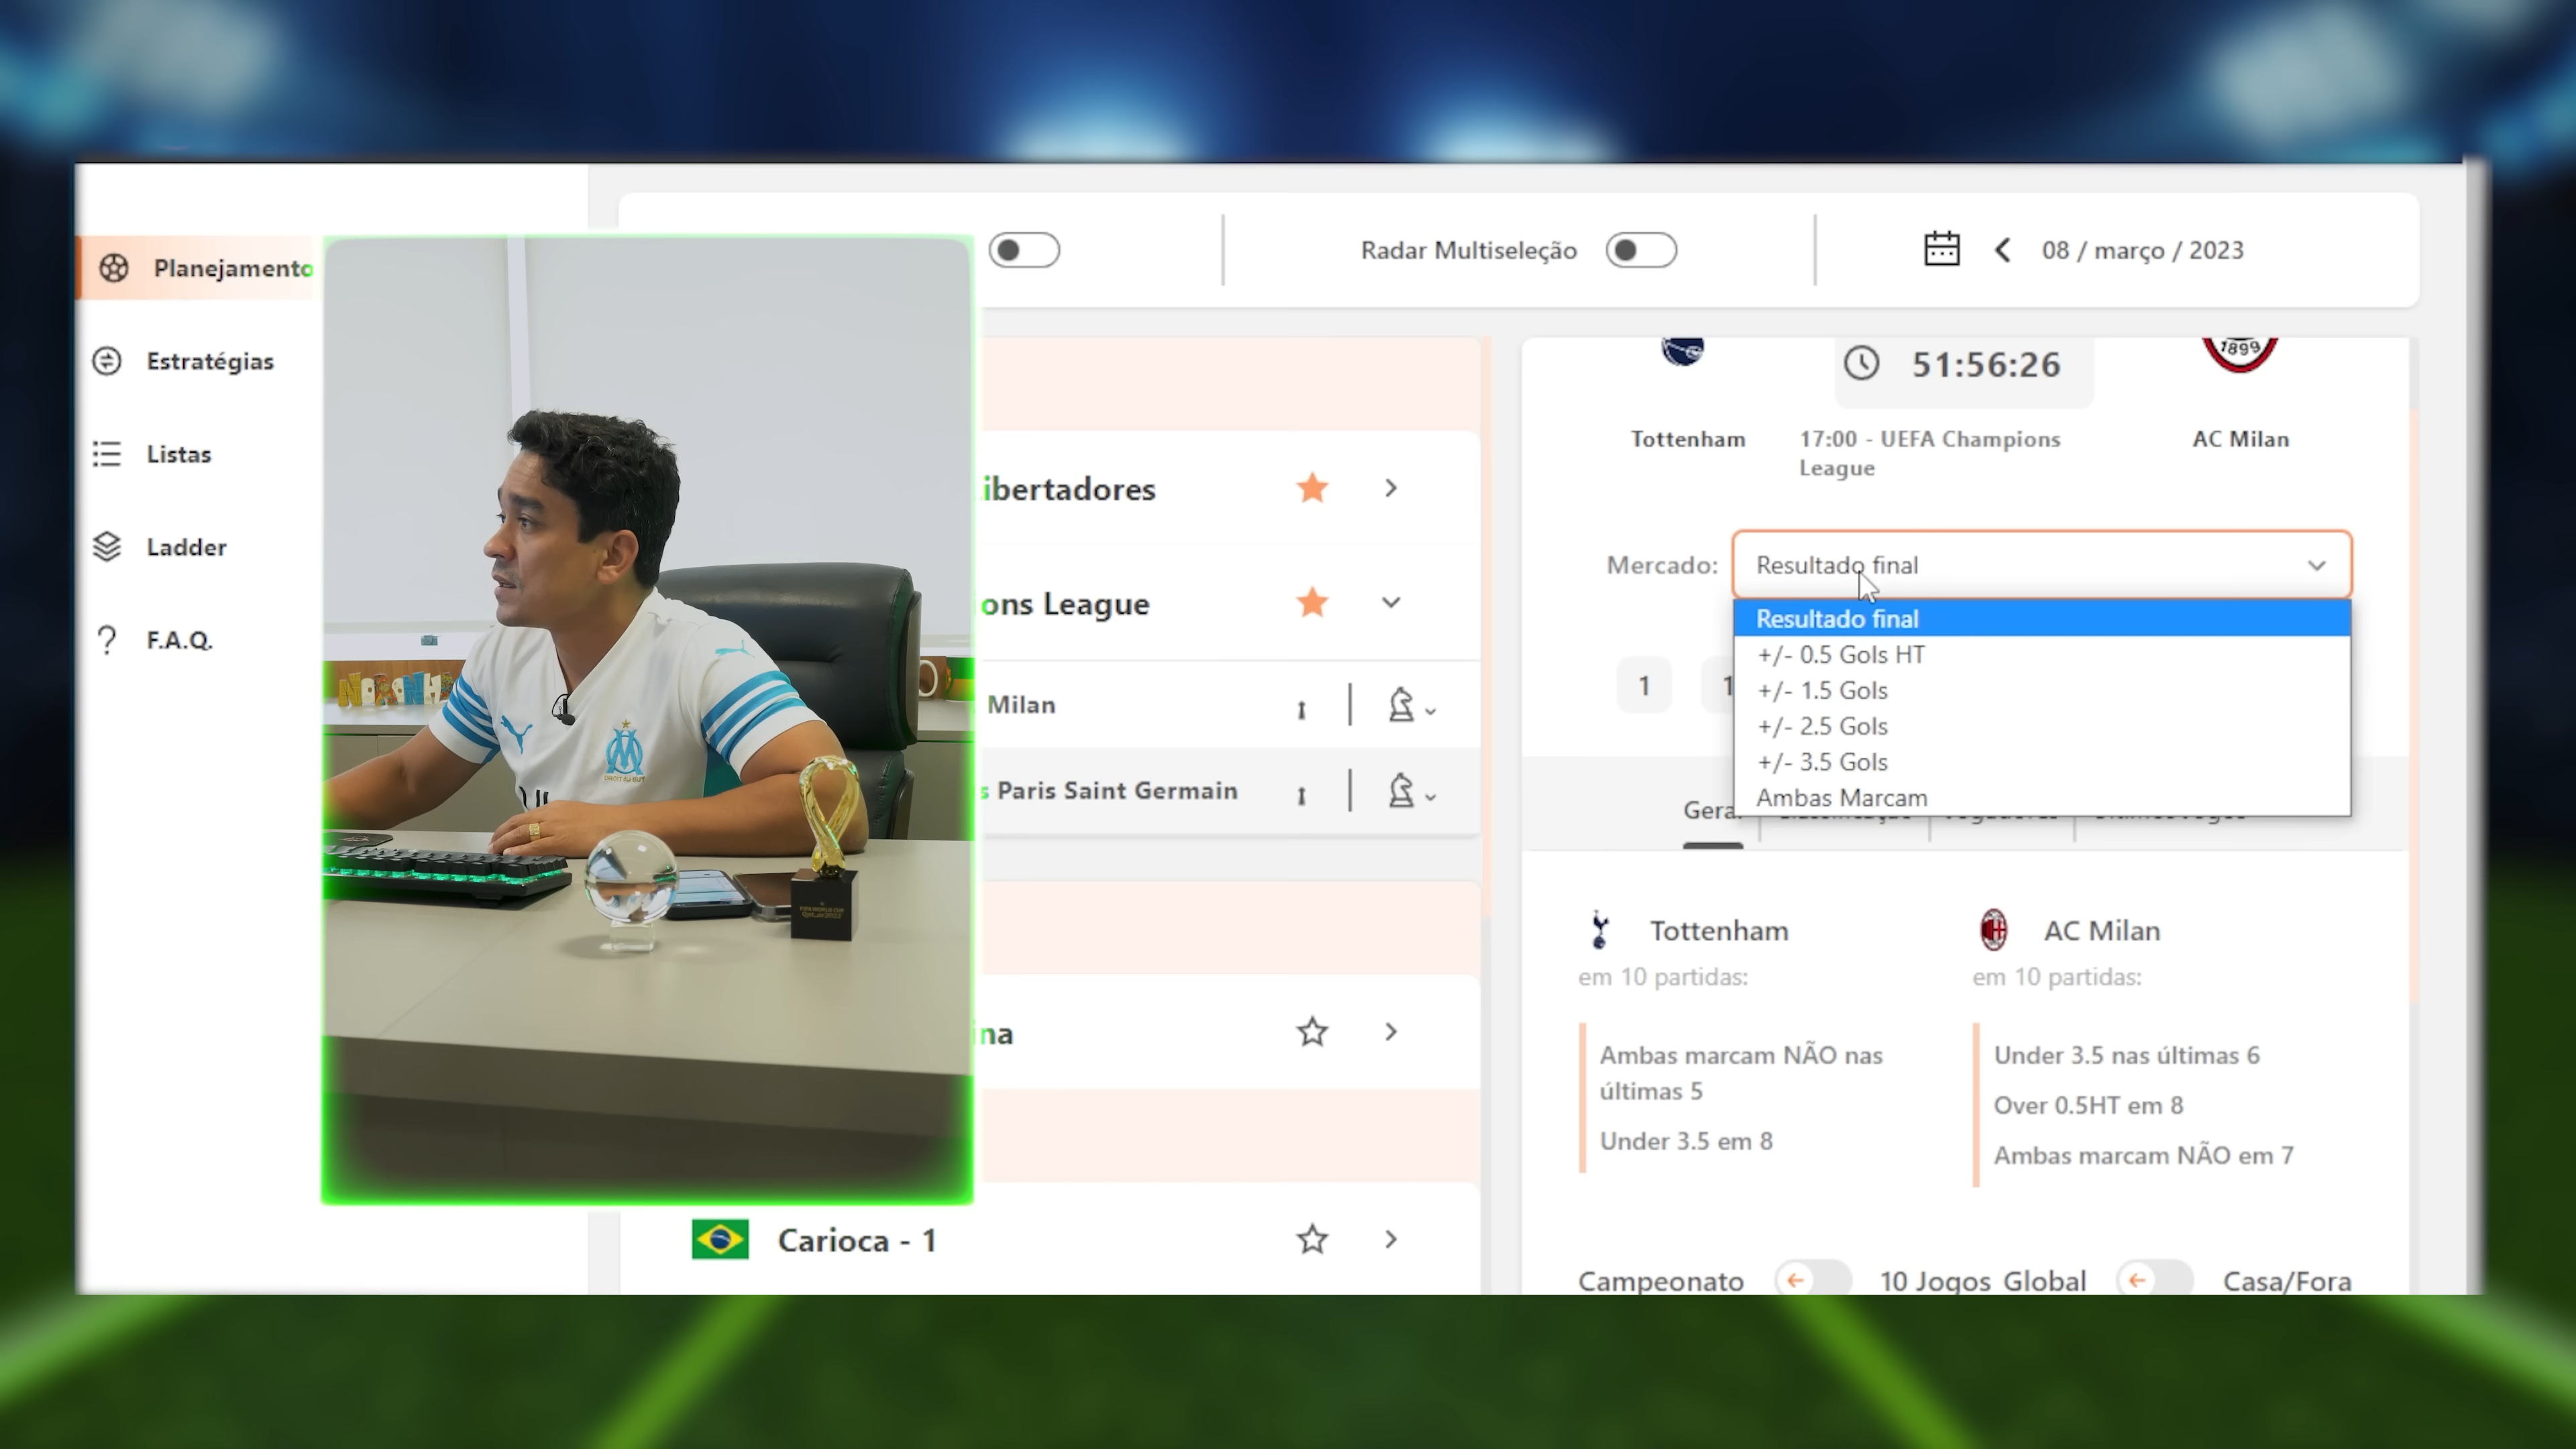 Planejamento
Estratégias
Listas
Ladder
F.A.Q.
Radar Multiseleção
08 / março / 2023
ibertadores
ons League
Milan
s Paris Saint Germain
na
Carioca - 1
1899
51:56:26
Tottenham
17:00 - UEFA Champions
League
AC Milan
Mercado:
Resultado final
Resultado final
+/- 0.5 Gols HT
+/- 1.5 Gols
+/- 2.5 Gols
+/- 3.5 Gols
Ambas Marcam
1
1
Gera
Tottenham
em 10 partidas:
Ambas marcam NÃO nas
últimas 5
Under 3.5 em 8
AC Milan
em 10 partidas:
Under 3.5 nas últimas 6
Over 0.5HT em 8
Ambas marcam NÃO em 7
Campeonato
10 Jogos
Global
Casa/Fora